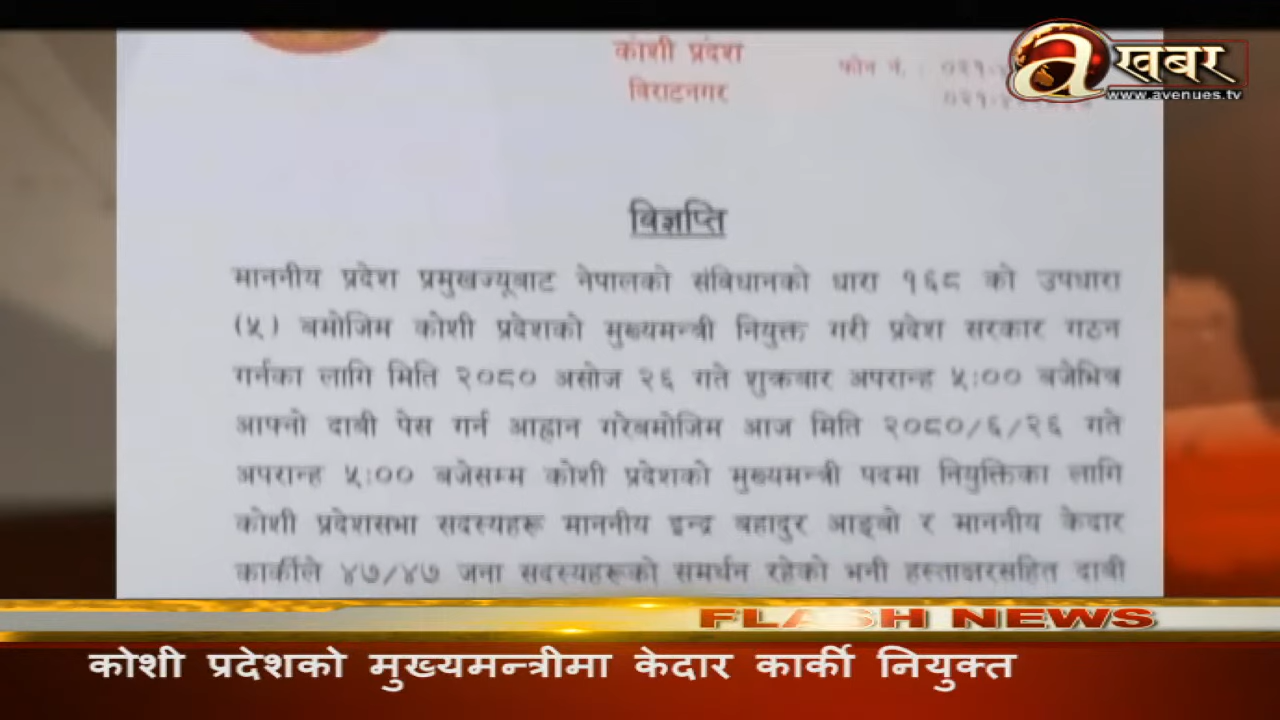 कोशी प्रदेश
विराटनगर
फोन नं. : ०२१-
०२१-
a खबर
www.avenues.tv
विज्ञप्ति
माननीय प्रदेश प्रमुखज्यूबाट नेपालको संविधानको धारा १६८ को उपधारा
(५) बमोजिम कोशी प्रदेशको मुख्यमन्त्री नियुक्त गरी प्रदेश सरकार गठन
गर्नका लागि मिति २०८० असोज २६ गते शुक्रबार अपरान्ह ५:०० बजेभित्र
आफ्नो दाबी पेस गर्न आह्वान गरेबमोजिम आज मिति २०८०/६/२६ गते
अपरान्ह ५:०० बजेसम्म कोशी प्रदेशको मुख्यमन्त्री पदमा नियुक्तिका लागि
कोशी प्रदेशसभा सदस्यहरू माननीय इन्द्र बहादुर आङ्बो र माननीय केदार
कार्कीले ४७/४७ जना सदस्यहरूको समर्थन रहेको भनी हस्ताक्षरसहित दाबी
FLASH NEWS
कोशी प्रदेशको मुख्यमन्त्रीमा केदार कार्की नियुक्त